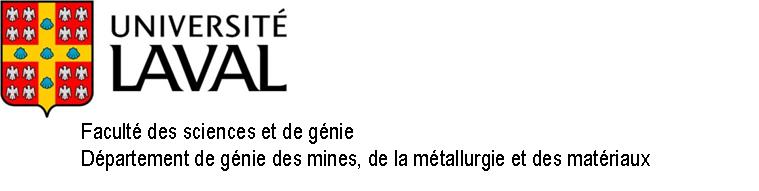 UNIVERSITÉ
LAVAL
Faculté des sciences et de génie
Département de génie des mines, de la métallurgie et des matériaux